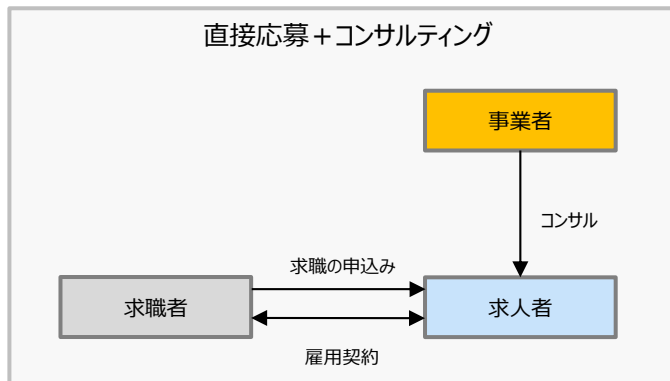 直接応募＋コンサルティング
事業者
コンサル
求職の申込み
求職者
求人者
雇用契約